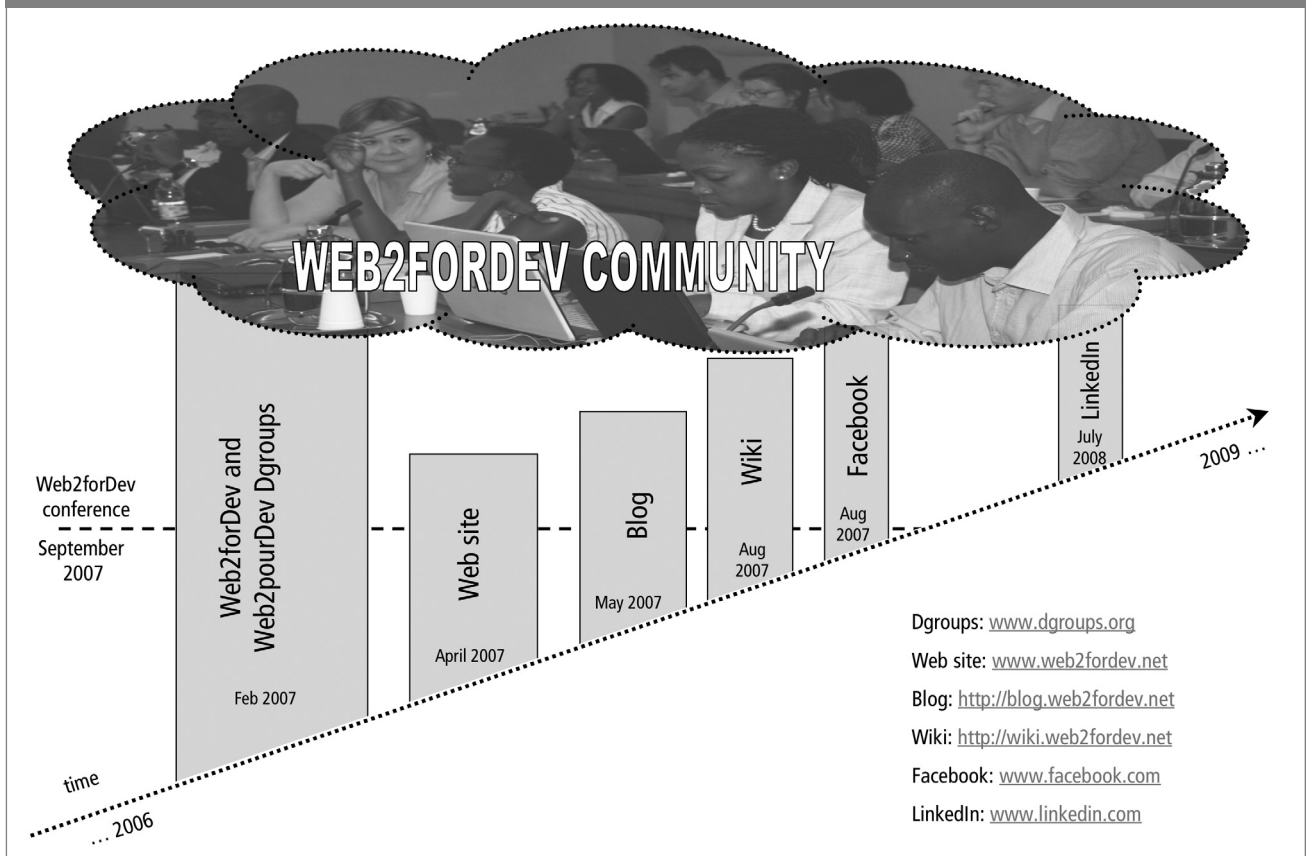 WEB2FORDEV COMMUNITY
Web2forDev
conference
September
2007
Web2forDev and
Web2pourDev Dgroups
Feb 2007
Web site
April 2007
Blog
May 2007
Wiki
Aug
2007
Facebook
Aug
2007
LinkedIn
July
2008
time
... 2006
2009 ...
Dgroups: www.dgroups.org
Web site: www.web2fordev.net
Blog: http://blog.web2fordev.net
Wiki: http://wiki.web2fordev.net
Facebook: www.facebook.com
LinkedIn: www.linkedin.com